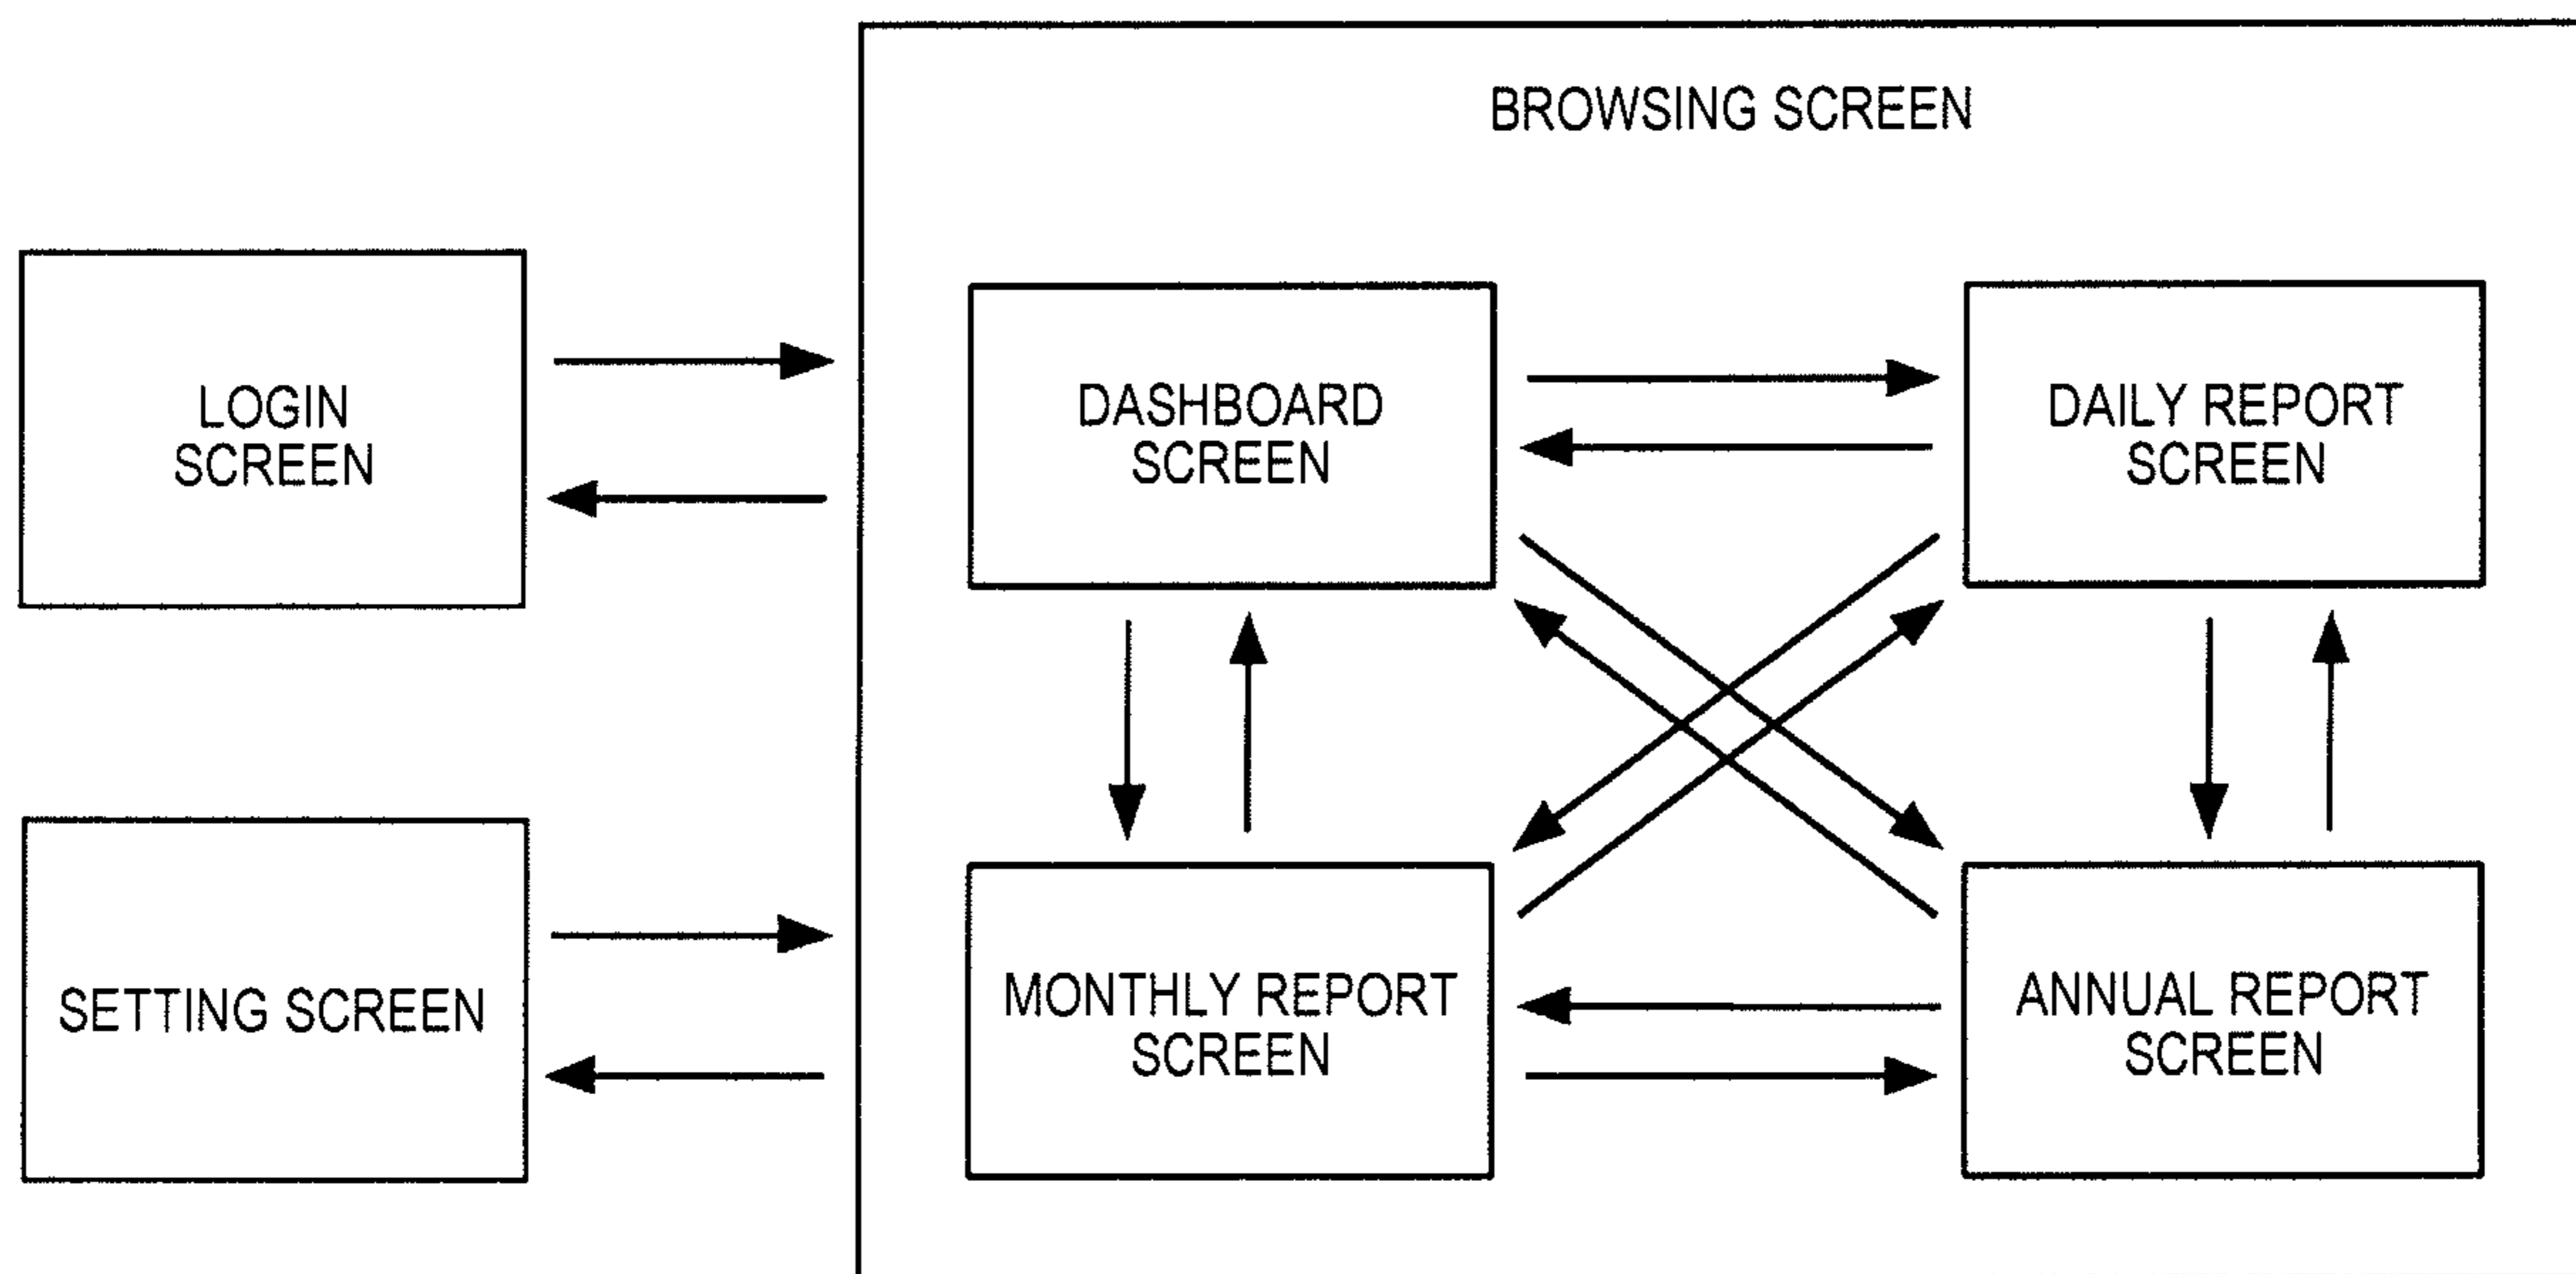 BROWSING SCREEN
LOGIN
SCREEN
DASHBOARD
SCREEN
DAILY REPORT
SCREEN
SETTING SCREEN
MONTHLY REPORT
SCREEN
ANNUAL REPORT
SCREEN